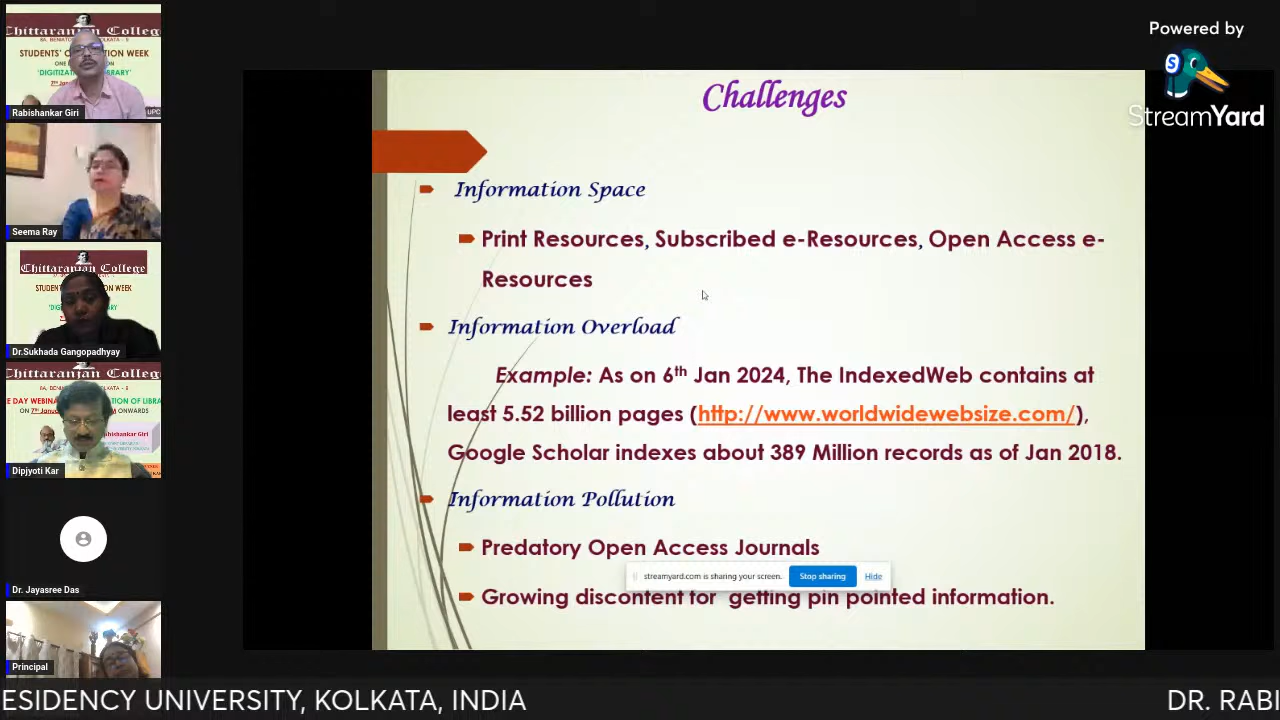 Chittaranjan College
STUDENTS'
Rabishankar Giri
Seema Ray
Chittaranjan College
Dr.Sukhada Gangopadhyay
Chittaranjan College
Dipjyoti Kar
Dr. Jayasree Das
Principal
Challenges
Information Space
Print Resources, Subscribed e-Resources, Open Access e-
Resources
Information Overload
Example: As on 6th Jan 2024, The IndexedWeb contains at
least 5.52 billion pages (http://www.worldwidewebsize.com/),
Google Scholar indexes about 389 Million records as of Jan 2018.
Information Pollution
Predatory Open Access Journals
streamyard.com is sharing your screen. Stop sharing Hide
Growing discontent for getting pin pointed information.
Powered by
StreamYard
ESIDENCY UNIVERSITY, KOLKATA, INDIA
DR. RABI